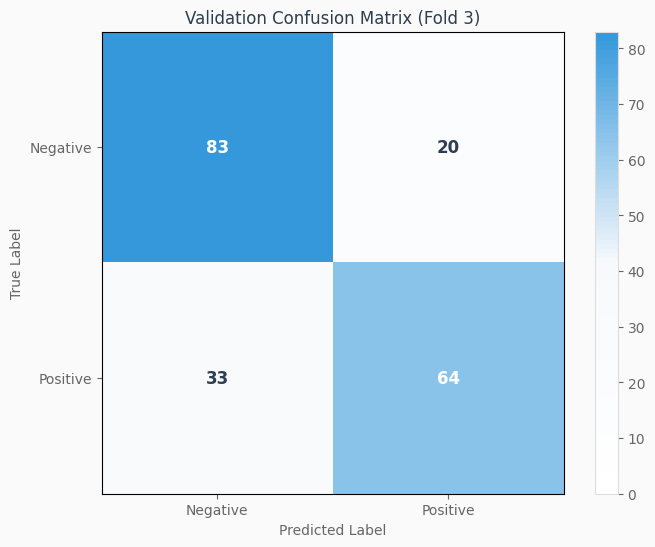 Validation Confusion Matrix (Fold 3)
Negative
83
20
Positive
33
64
Negative
Positive
Predicted Label
True Label
80
70
60
50
40
30
20
10
0